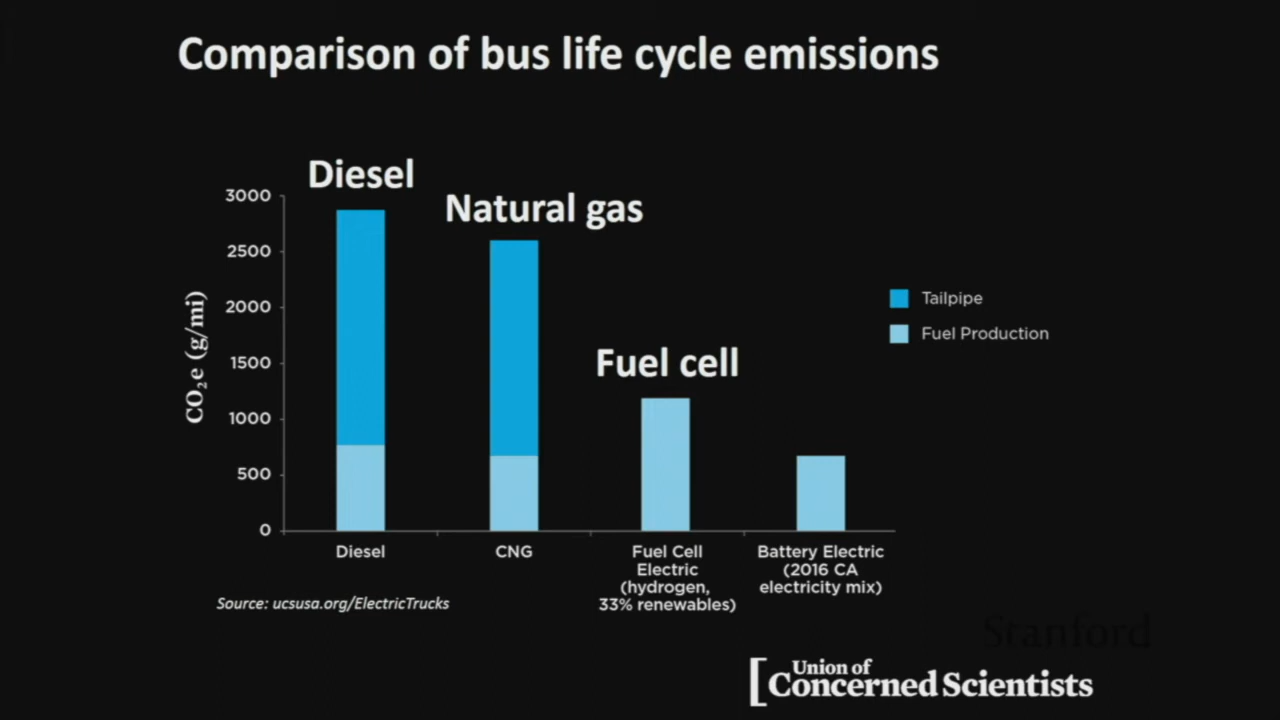 Comparison of bus life cycle emissions
Diesel
Natural gas
Fuel cell
CO₂e (g/mi)
3000
2500
2000
1500
1000
500
0
Tailpipe
Fuel Production
Diesel
CNG
Fuel Cell
Electric
(hydrogen,
33% renewables)
Battery Electric
(2016 CA
electricity mix)
Source: ucsusa.org/ElectricTrucks
Stanford
Union of
Concerned Scientists